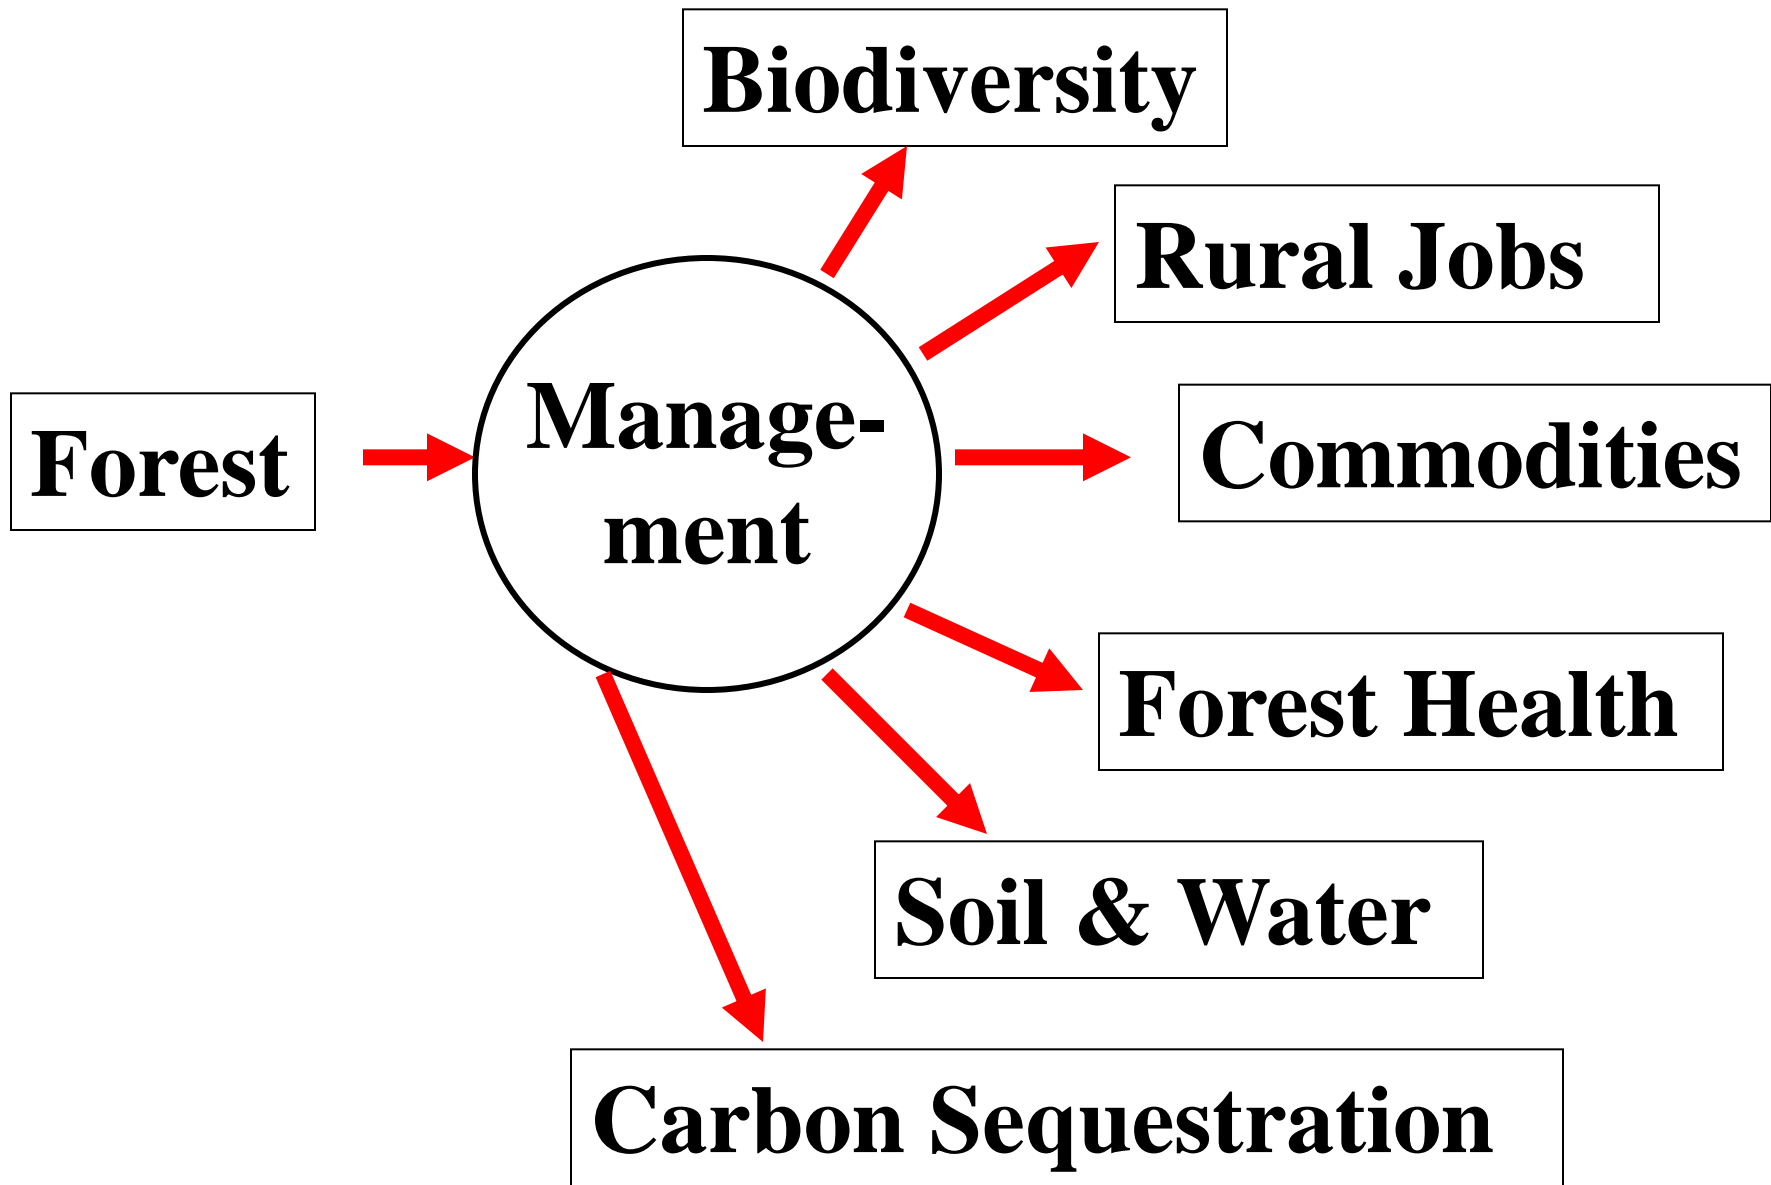 Biodiversity
Rural Jobs
Manage-
ment
Forest
Commodities
Forest Health
Soil & Water
Carbon Sequestration